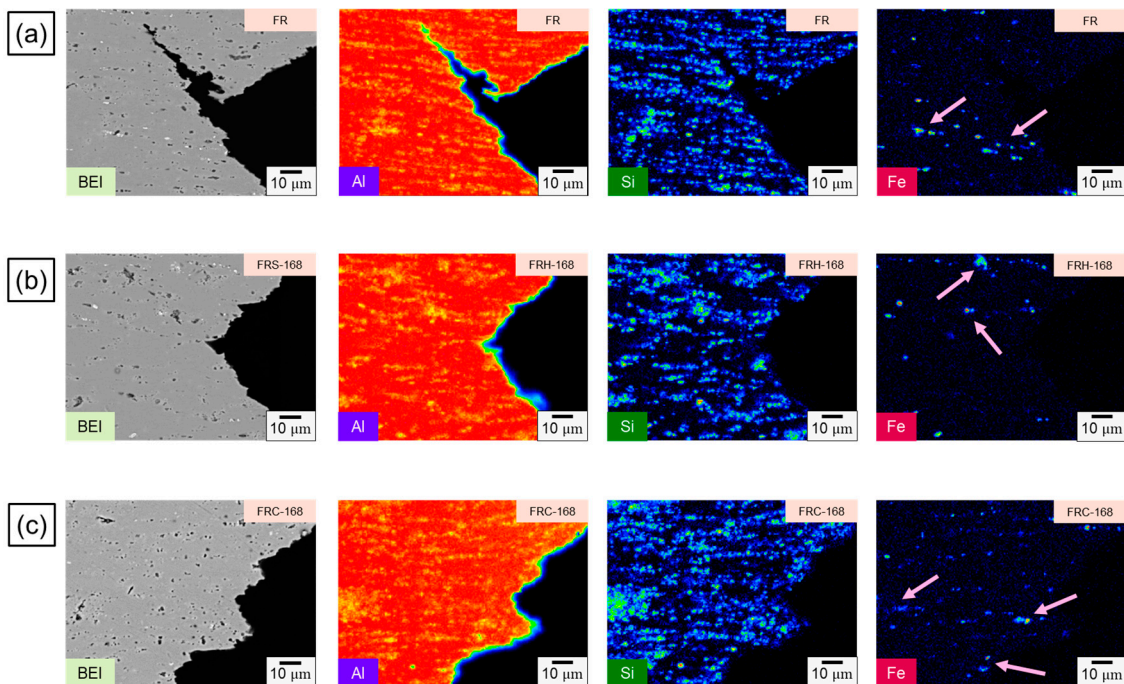 (a)
FR
BEI
10 μm
FR
Al
10 μm
FR
Si
10 μm
FR
Fe
10 μm
(b)
FRS-168
BEI
10 μm
FRH-168
Al
10 μm
FRH-168
Si
10 μm
FRH-168
Fe
10 μm
(c)
FRC-168
BEI
10 μm
FRC-168
Al
10 μm
FRC-168
Si
10 μm
FRC-168
Fe
10 μm